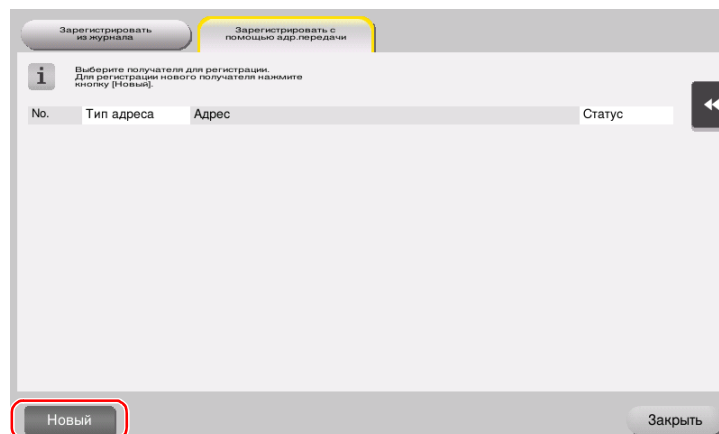 Зарегистрировать
из журнала
Зарегистрировать с
помощью адр.передачи
Выберите получателя для регистрации.
Для регистрации нового получателя нажмите
кнопку [Новый].
No. Тип адреса Адрес Статус
Новый Закрыть